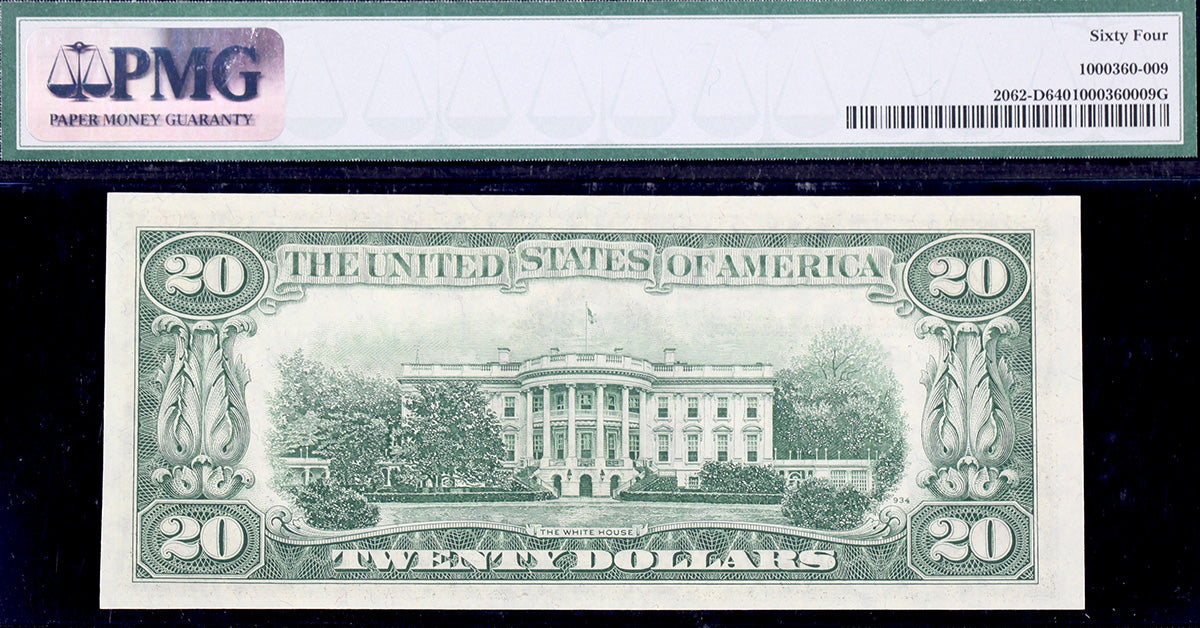 PMG
PAPER MONEY GUARANTY
Sixty Four
1000360-009
2062-D6401000360009G
20 THE UNITED STATES OF AMERICA 20
934
THE WHITE HOUSE
20 TWENTY DOLLARS 20